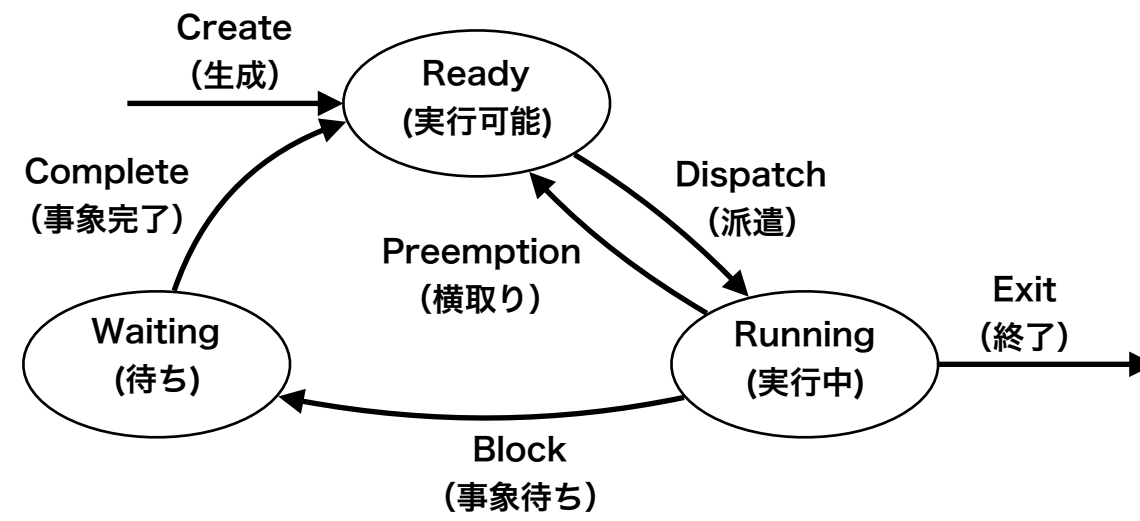 Create
（生成）
Ready
(実行可能)
Complete
（事象完了）
Dispatch
（派遣）
Preemption
（横取り）
Exit
（終了）
Waiting
(待ち)
Running
(実行中)
Block
（事象待ち）